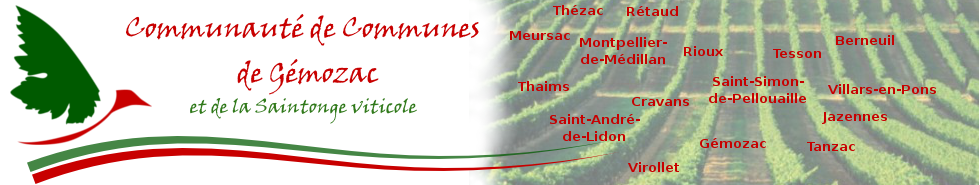 Communauté de Communes
de Gémozac
et de la Saintonge viticole
Thézac
Rétaud
Meursac
Montpellier-
de-Médillan
Rioux
Tesson
Berneuil
Thaims
Cravans
Saint-Simon-
de-Pellouaille
Villars-en-Pons
Saint-André-
de-Lidon
Jazennes
Gémozac
Tanzac
Virollet